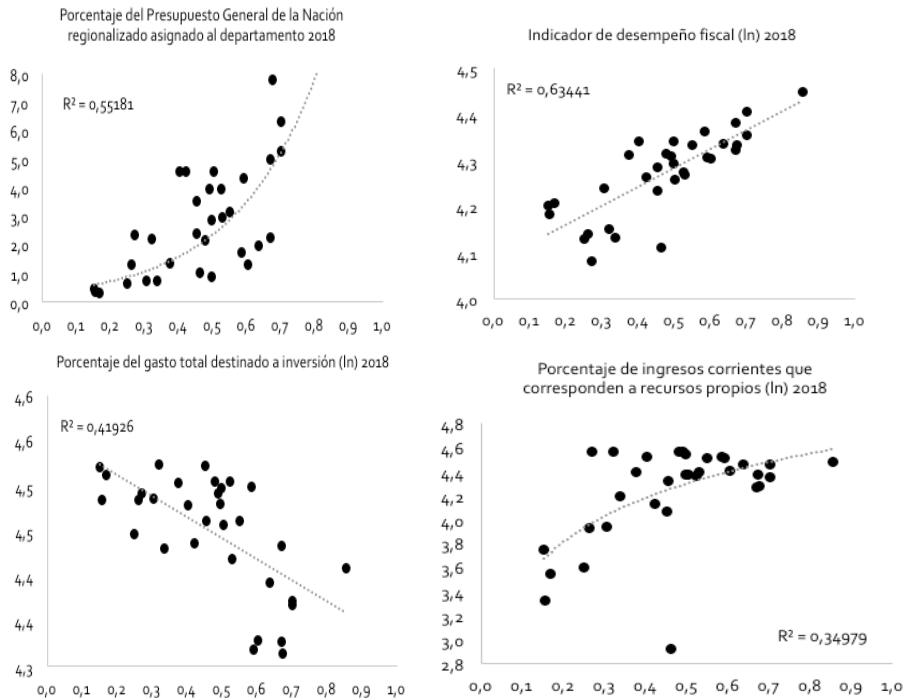 Porcentaje del Presupuesto General de la Nación
regionalizado asignado al departamento 2018
8,0
7,0
6,0
5,0
4,0
3,0
2,0
1,0
0,0
R² = 0,55181
0,0 0,1 0,2 0,3 0,4 0,5 0,6 0,7 0,8 0,9 1,0
Indicador de desempeño fiscal (ln) 2018
4,5
4,4
4,3
4,2
4,1
4,0
R² = 0,63441
0,0 0,1 0,2 0,3 0,4 0,5 0,6 0,7 0,8 0,9 1,0
Porcentaje del gasto total destinado a inversión (ln) 2018
4,6
4,6
4,5
4,5
4,4
4,4
4,3
R² = 0,41926
0,0 0,1 0,2 0,3 0,4 0,5 0,6 0,7 0,8 0,9 1,0
Porcentaje de ingresos corrientes que
corresponden a recursos propios (ln) 2018
4,8
4,6
4,4
4,2
4,0
3,8
3,6
3,4
3,2
3,0
2,8
R² = 0,34979
0,0 0,1 0,2 0,3 0,4 0,5 0,6 0,7 0,8 0,9 1,0